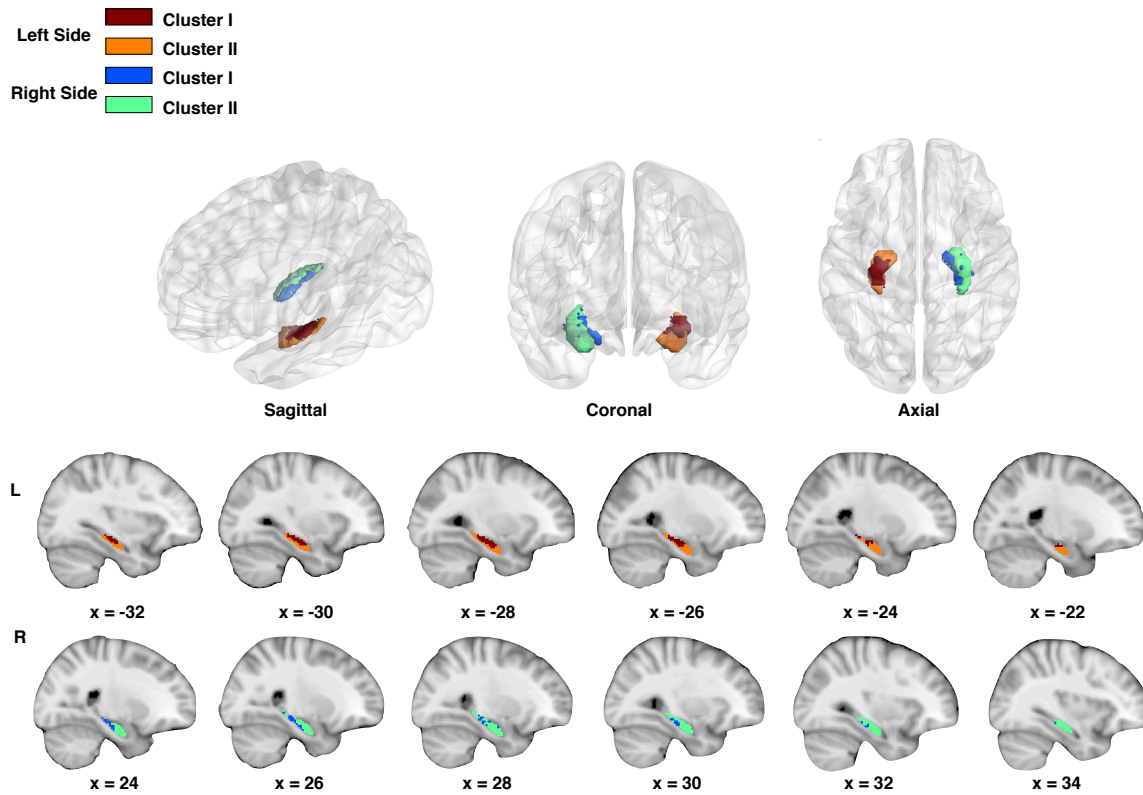 Left Side
Cluster I
Cluster II
Right Side
Cluster I
Cluster II
Sagittal
Coronal
Axial
L
x = -32
x = -30
x = -28
x = -26
x = -24
x = -22
R
x = 24
x = 26
x = 28
x = 30
x = 32
x = 34